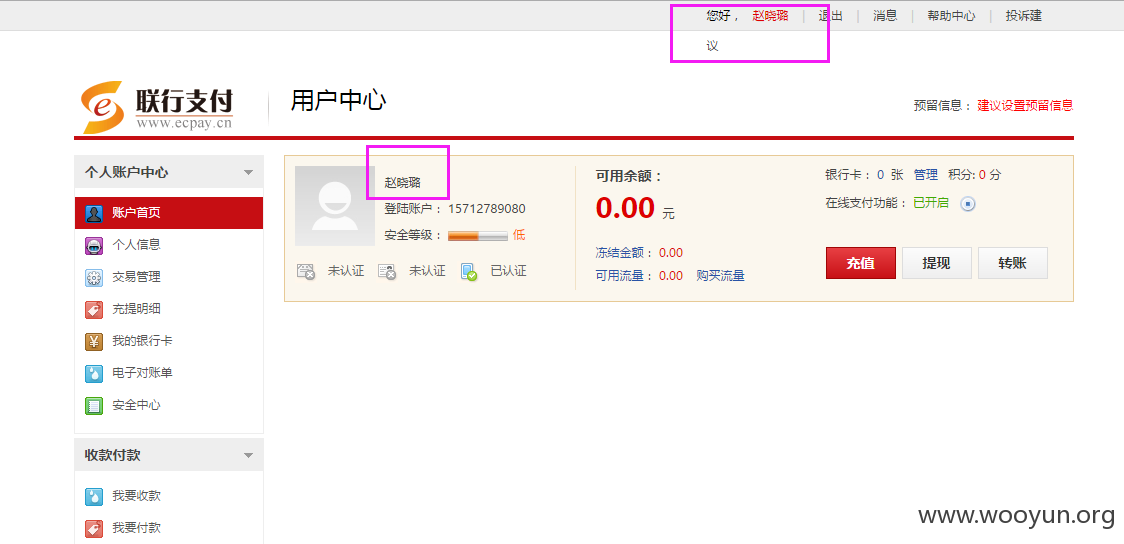 您好， 赵晓璐 | 退出 | 消息 | 帮助中心 | 投诉建
议
联行支付
www.ecpay.cn
用户中心
预留信息： 建议设置预留信息
个人账户中心
账户首页
个人信息
交易管理
充提明细
我的银行卡
电子对账单
安全中心
收款付款
我要收款
我要付款
赵晓璐
登陆账户： 15712789080
安全等级： 低
未认证 未认证 已认证
可用余额：
0.00 元
冻结金额： 0.00
可用流量： 0.00 购买流量
银行卡： 0 张 管理 积分: 0 分
在线支付功能： 已开启
充值 提现 转账
www.wooyun.org